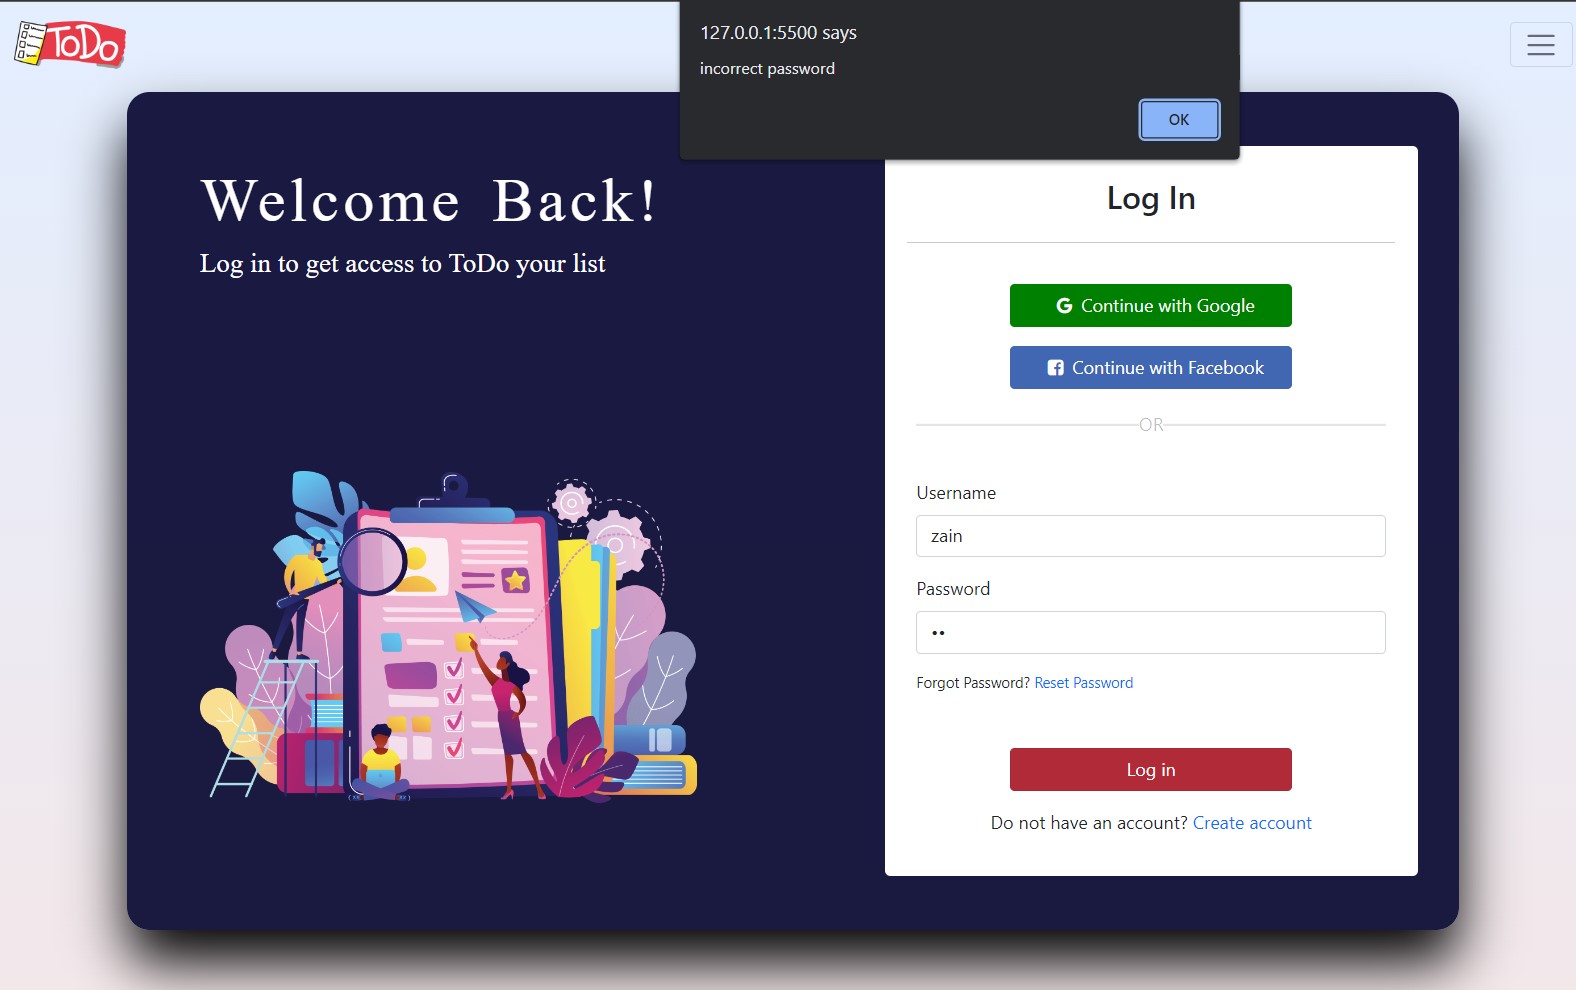 ToDo
127.0.0.1:5500 says
incorrect password
OK
Welcome Back!
Log in to get access to ToDo your list
Log In
Continue with Google
Continue with Facebook
OR
Username
zain
Password
••
Forgot Password? Reset Password
Log in
Do not have an account? Create account